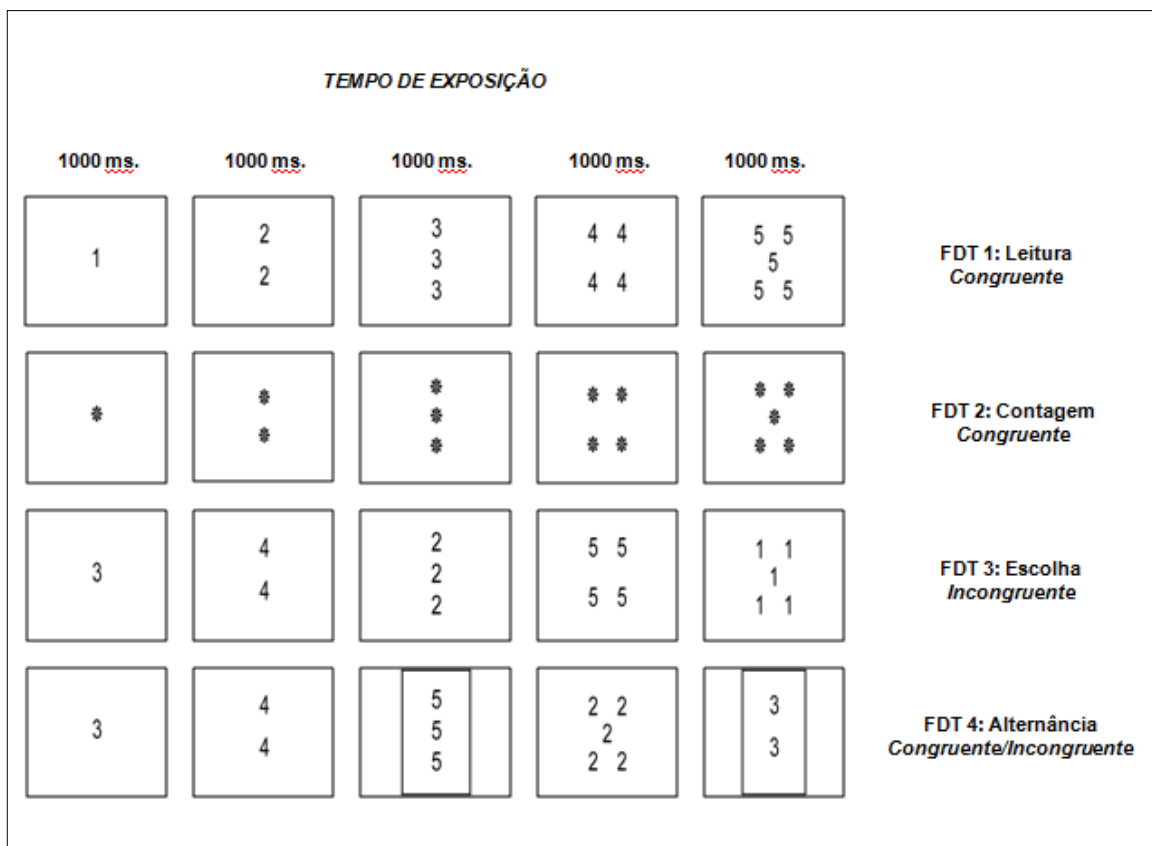 TEMPO DE EXPOSIÇÃO
1000 ms. 1000 ms. 1000 ms. 1000 ms. 1000 ms.
1 2 3 4 4 5 5
2 3 5
3 4 4 5 5
FDT 1: Leitura
Congruente
* * * * * * *
* * *
* * * * * *
FDT 2: Contagem
Congruente
3 4 2 5 5 1 1
4 2 1
2 5 5 1 1
FDT 3: Escolha
Incongruente
3 4 5 2 2 3
4 5 2 3
5 2 2
FDT 4: Alternância
Congruente/Incongruente